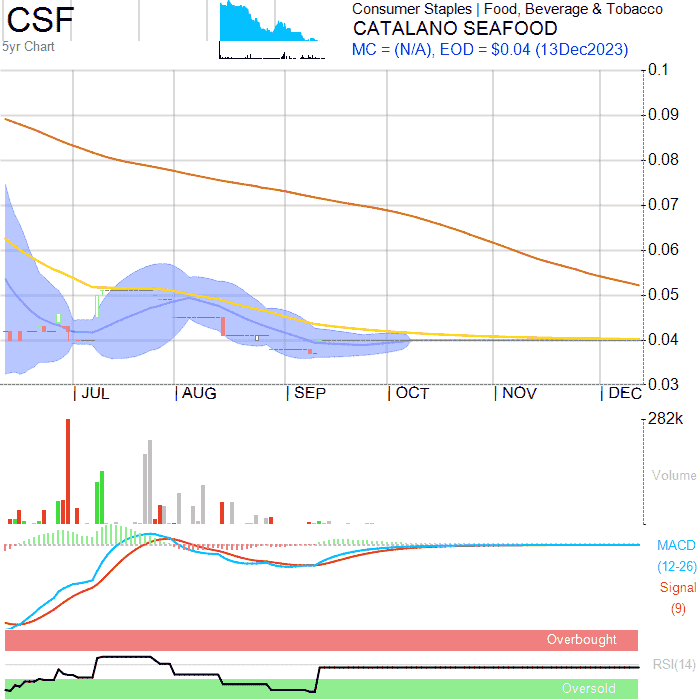 CSF
5yr Chart
Consumer Staples | Food, Beverage & Tobacco
CATALANO SEAFOOD
MC = (N/A), EOD = $0.04 (13Dec2023)
0.1
0.09
0.08
0.07
0.06
0.05
0.04
0.03
| JUL | AUG | SEP | OCT | NOV | DEC
282k
Volume
MACD
(12-26)
Signal
(9)
Overbought
RSI(14)
Oversold